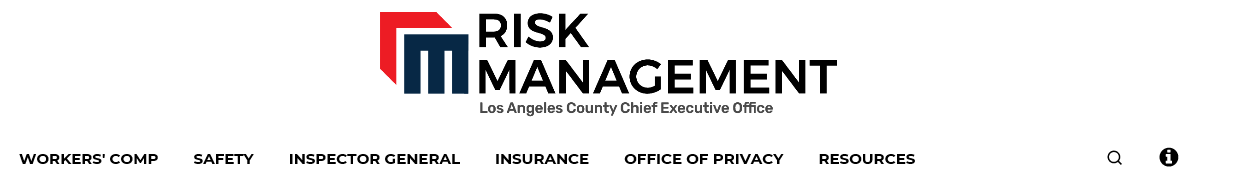 RISK
MANAGEMENT
Los Angeles County Chief Executive Office
WORKERS' COMP SAFETY INSPECTOR GENERAL INSURANCE OFFICE OF PRIVACY RESOURCES